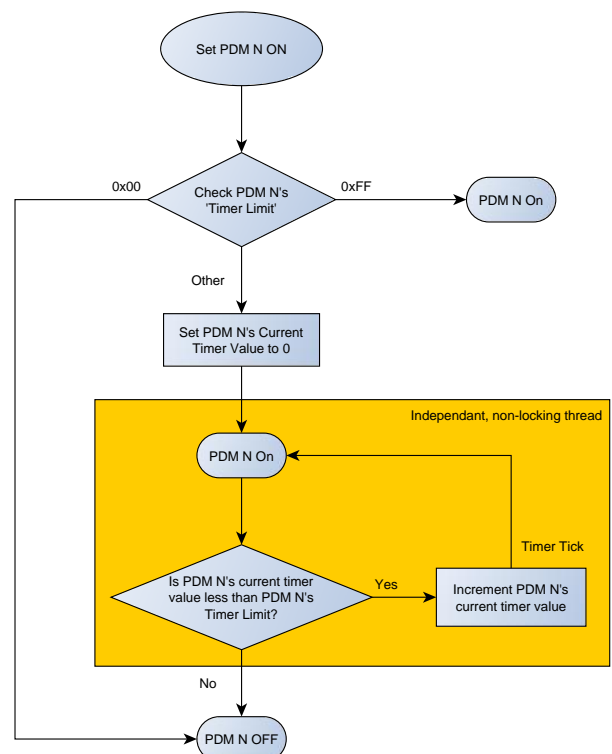 Set PDM N ON
0x00
Check PDM N's
'Timer Limit'
0xFF
PDM N On
Other
Set PDM N's Current
Timer Value to 0
Independant, non-locking thread
PDM N On
Timer Tick
Is PDM N's current timer
value less than PDM N's
Timer Limit?
Yes
Increment PDM N's
current timer value
No
PDM N OFF